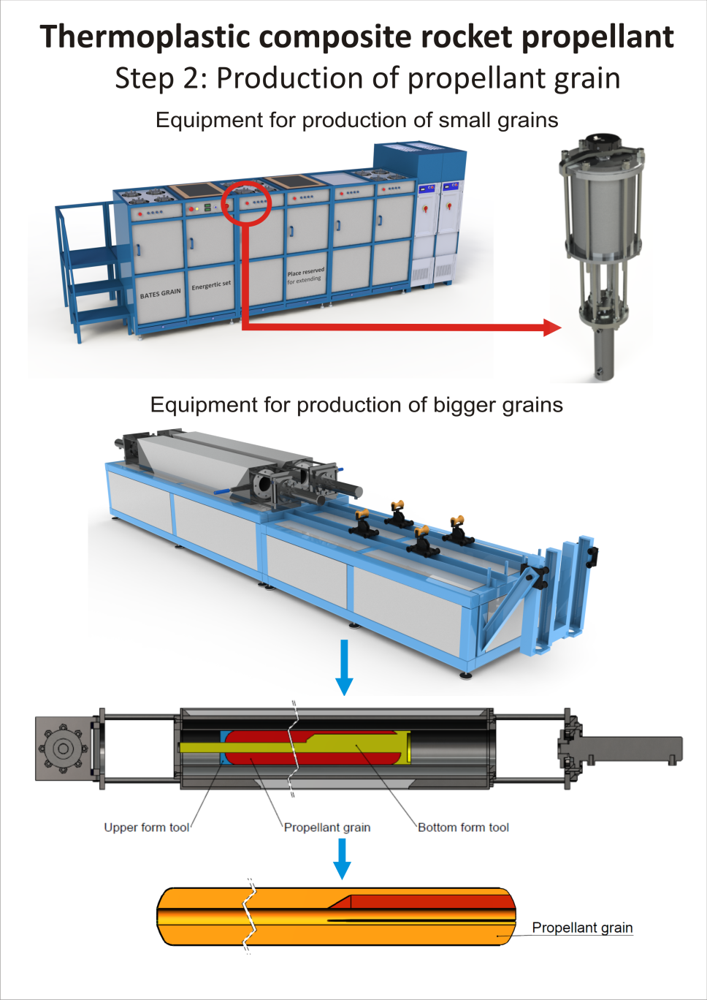 Thermoplastic composite rocket propellant
Step 2: Production of propellant grain
Equipment for production of small grains
BATES GRAIN
Energertic set
Place reserved
for extending
Equipment for production of bigger grains
Upper form tool
Propellant grain
Bottom form tool
Propellant grain